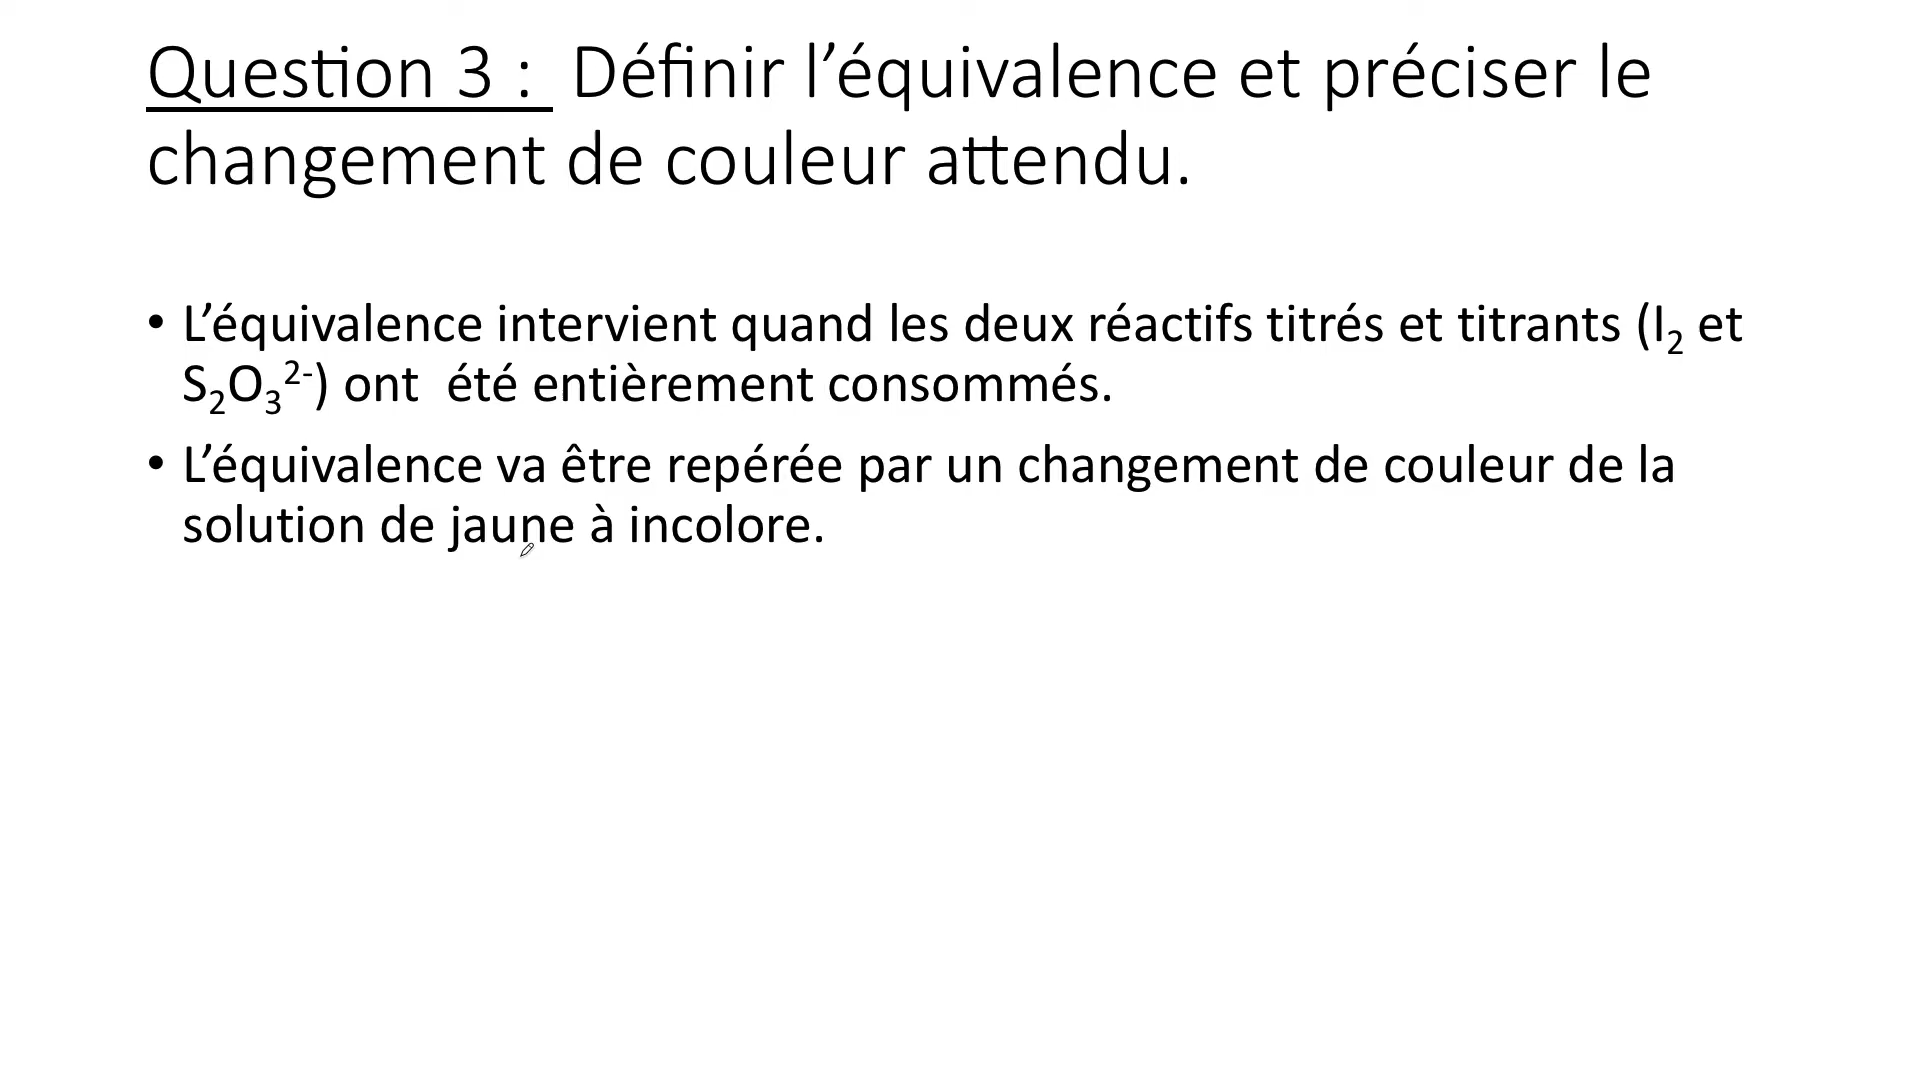 Question 3 : Définir l’équivalence et préciser le
changement de couleur attendu.
• L’équivalence intervient quand les deux réactifs titrés et titrants (I₂ et
S₂O₃²⁻) ont été entièrement consommés.
• L’équivalence va être repérée par un changement de couleur de la
solution de jaune à incolore.